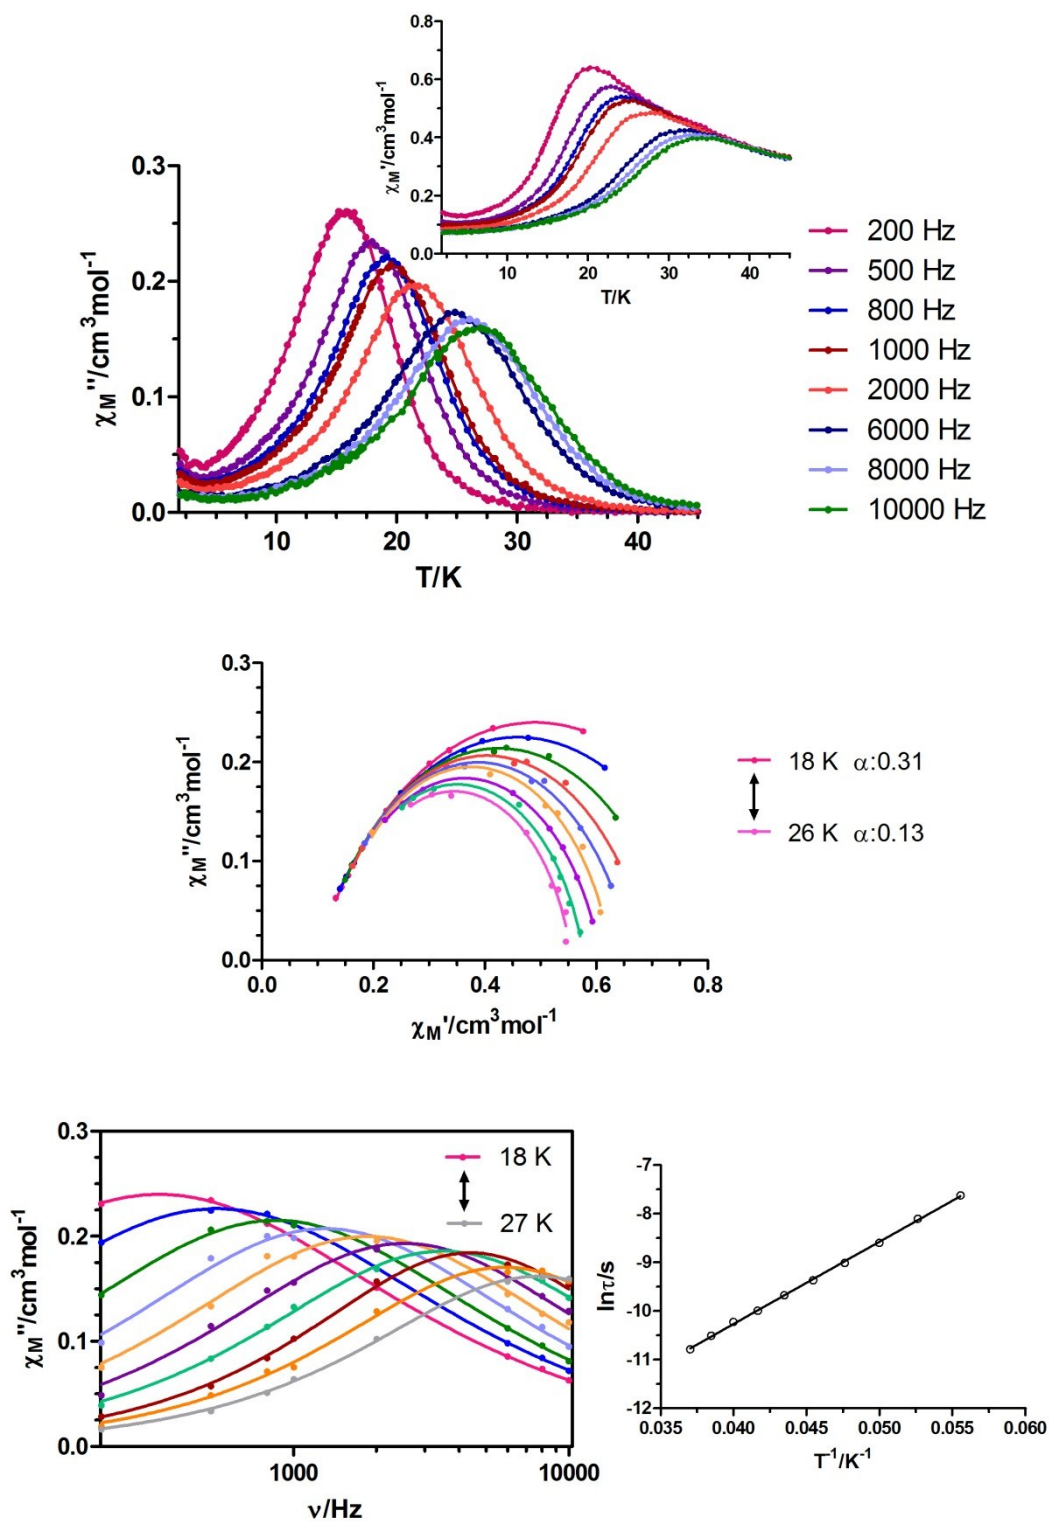 0.8
0.6
0.4
0.2
0.0
χM'/cm³mol⁻¹
10 20 30 40
T/K
0.3
0.2
0.1
0.0
χM''/cm³mol⁻¹
10 20 30 40
T/K
200 Hz
500 Hz
800 Hz
1000 Hz
2000 Hz
6000 Hz
8000 Hz
10000 Hz
0.3
0.2
0.1
0.0
χM''/cm³mol⁻¹
0.0 0.2 0.4 0.6 0.8
χM'/cm³mol⁻¹
18 K α:0.31
26 K α:0.13
0.3
0.2
0.1
0.0
χM''/cm³mol⁻¹
18 K
27 K
1000 10000
ν/Hz
-7
-8
-9
-10
-11
-12
lnτ/s
0.035 0.040 0.045 0.050 0.055 0.060
T⁻¹/K⁻¹